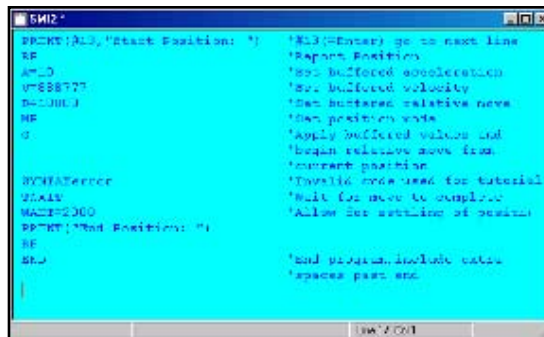 SMI2 *
PRINT(#13,"Start Position: ") '#13(=Enter) go to next line
RP 'Report Position
A=10 'Set buffered acceleration
V=888777 'Set buffered velocity
D=10000 'Set buffered relative move
MP 'Set position mode
G 'Apply buffered values and
'begin relative move from
'current position
SYNTAXerror 'Invalid code used for tutorial
TWAIT 'Wait for move to complete
WAIT=2000 'Allow for settling of positi
PRINT("End Position: ")
RP
END 'End program,include extra
'spaces past end